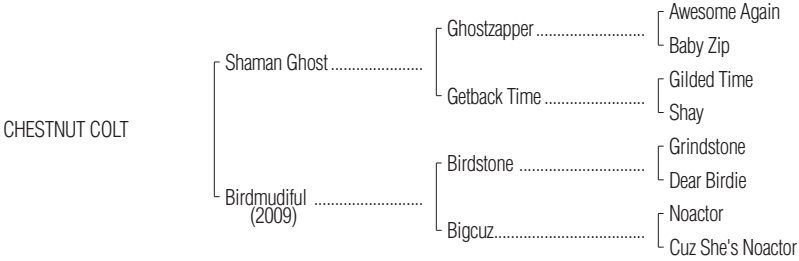 Awesome Again
Ghostzapper ......................
Baby Zip
Shaman Ghost ......................
Gilded Time
Getback Time ......................
Shay
CHESTNUT COLT
Grindstone
Birdstone ......................
Dear Birdie
Birdmudiful ......................
(2009)
Noactor
Bigcuz..............................
Cuz She's Noactor